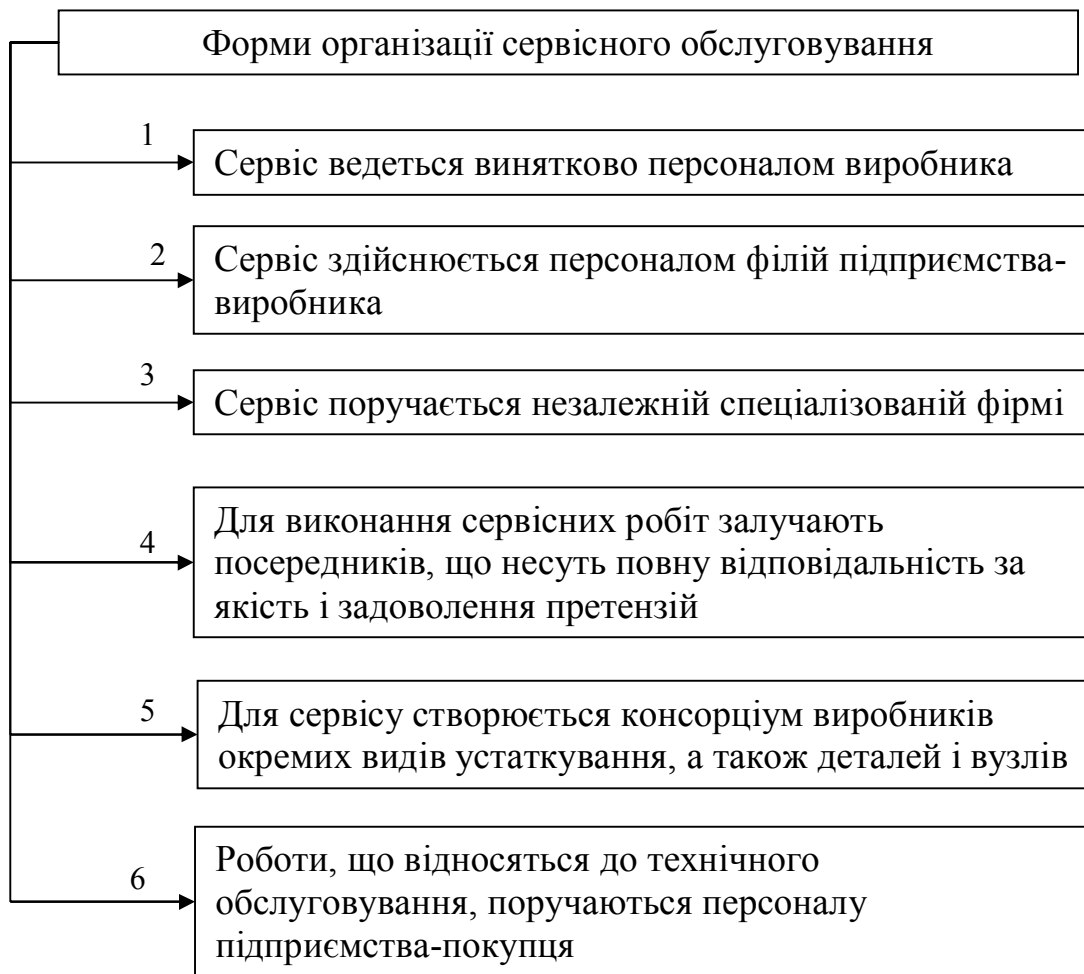 Форми організації сервісного обслуговування
1
Сервіс ведеться винятково персоналом виробника
2
Сервіс здійснюється персоналом філій підприємства-
виробника
3
Сервіс поручається незалежній спеціалізованій фірмі
4
Для виконання сервісних робіт залучають
посередників, що несуть повну відповідальність за
якість і задоволення претензій
5
Для сервісу створюється консорціум виробників
окремих видів устаткування, а також деталей і вузлів
6
Роботи, що відносяться до технічного
обслуговування, поручаються персоналу
підприємства-покупця